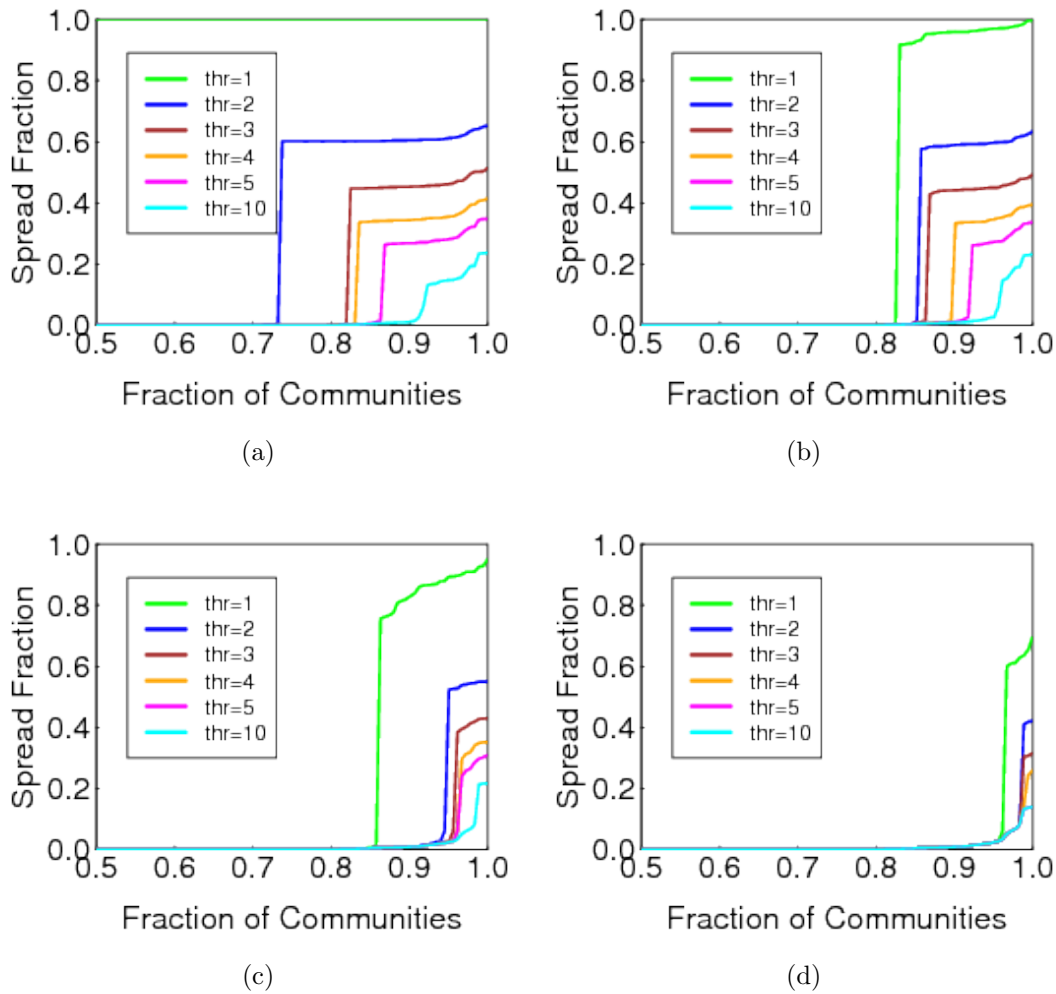 1.0
0.8
0.6
0.4
0.2
0.0
Spread Fraction
thr=1
thr=2
thr=3
thr=4
thr=5
thr=10
0.5 0.6 0.7 0.8 0.9 1.0
Fraction of Communities
(a)
1.0
0.8
0.6
0.4
0.2
0.0
Spread Fraction
thr=1
thr=2
thr=3
thr=4
thr=5
thr=10
0.5 0.6 0.7 0.8 0.9 1.0
Fraction of Communities
(b)
1.0
0.8
0.6
0.4
0.2
0.0
Spread Fraction
thr=1
thr=2
thr=3
thr=4
thr=5
thr=10
0.5 0.6 0.7 0.8 0.9 1.0
Fraction of Communities
(c)
1.0
0.8
0.6
0.4
0.2
0.0
Spread Fraction
thr=1
thr=2
thr=3
thr=4
thr=5
thr=10
0.5 0.6 0.7 0.8 0.9 1.0
Fraction of Communities
(d)